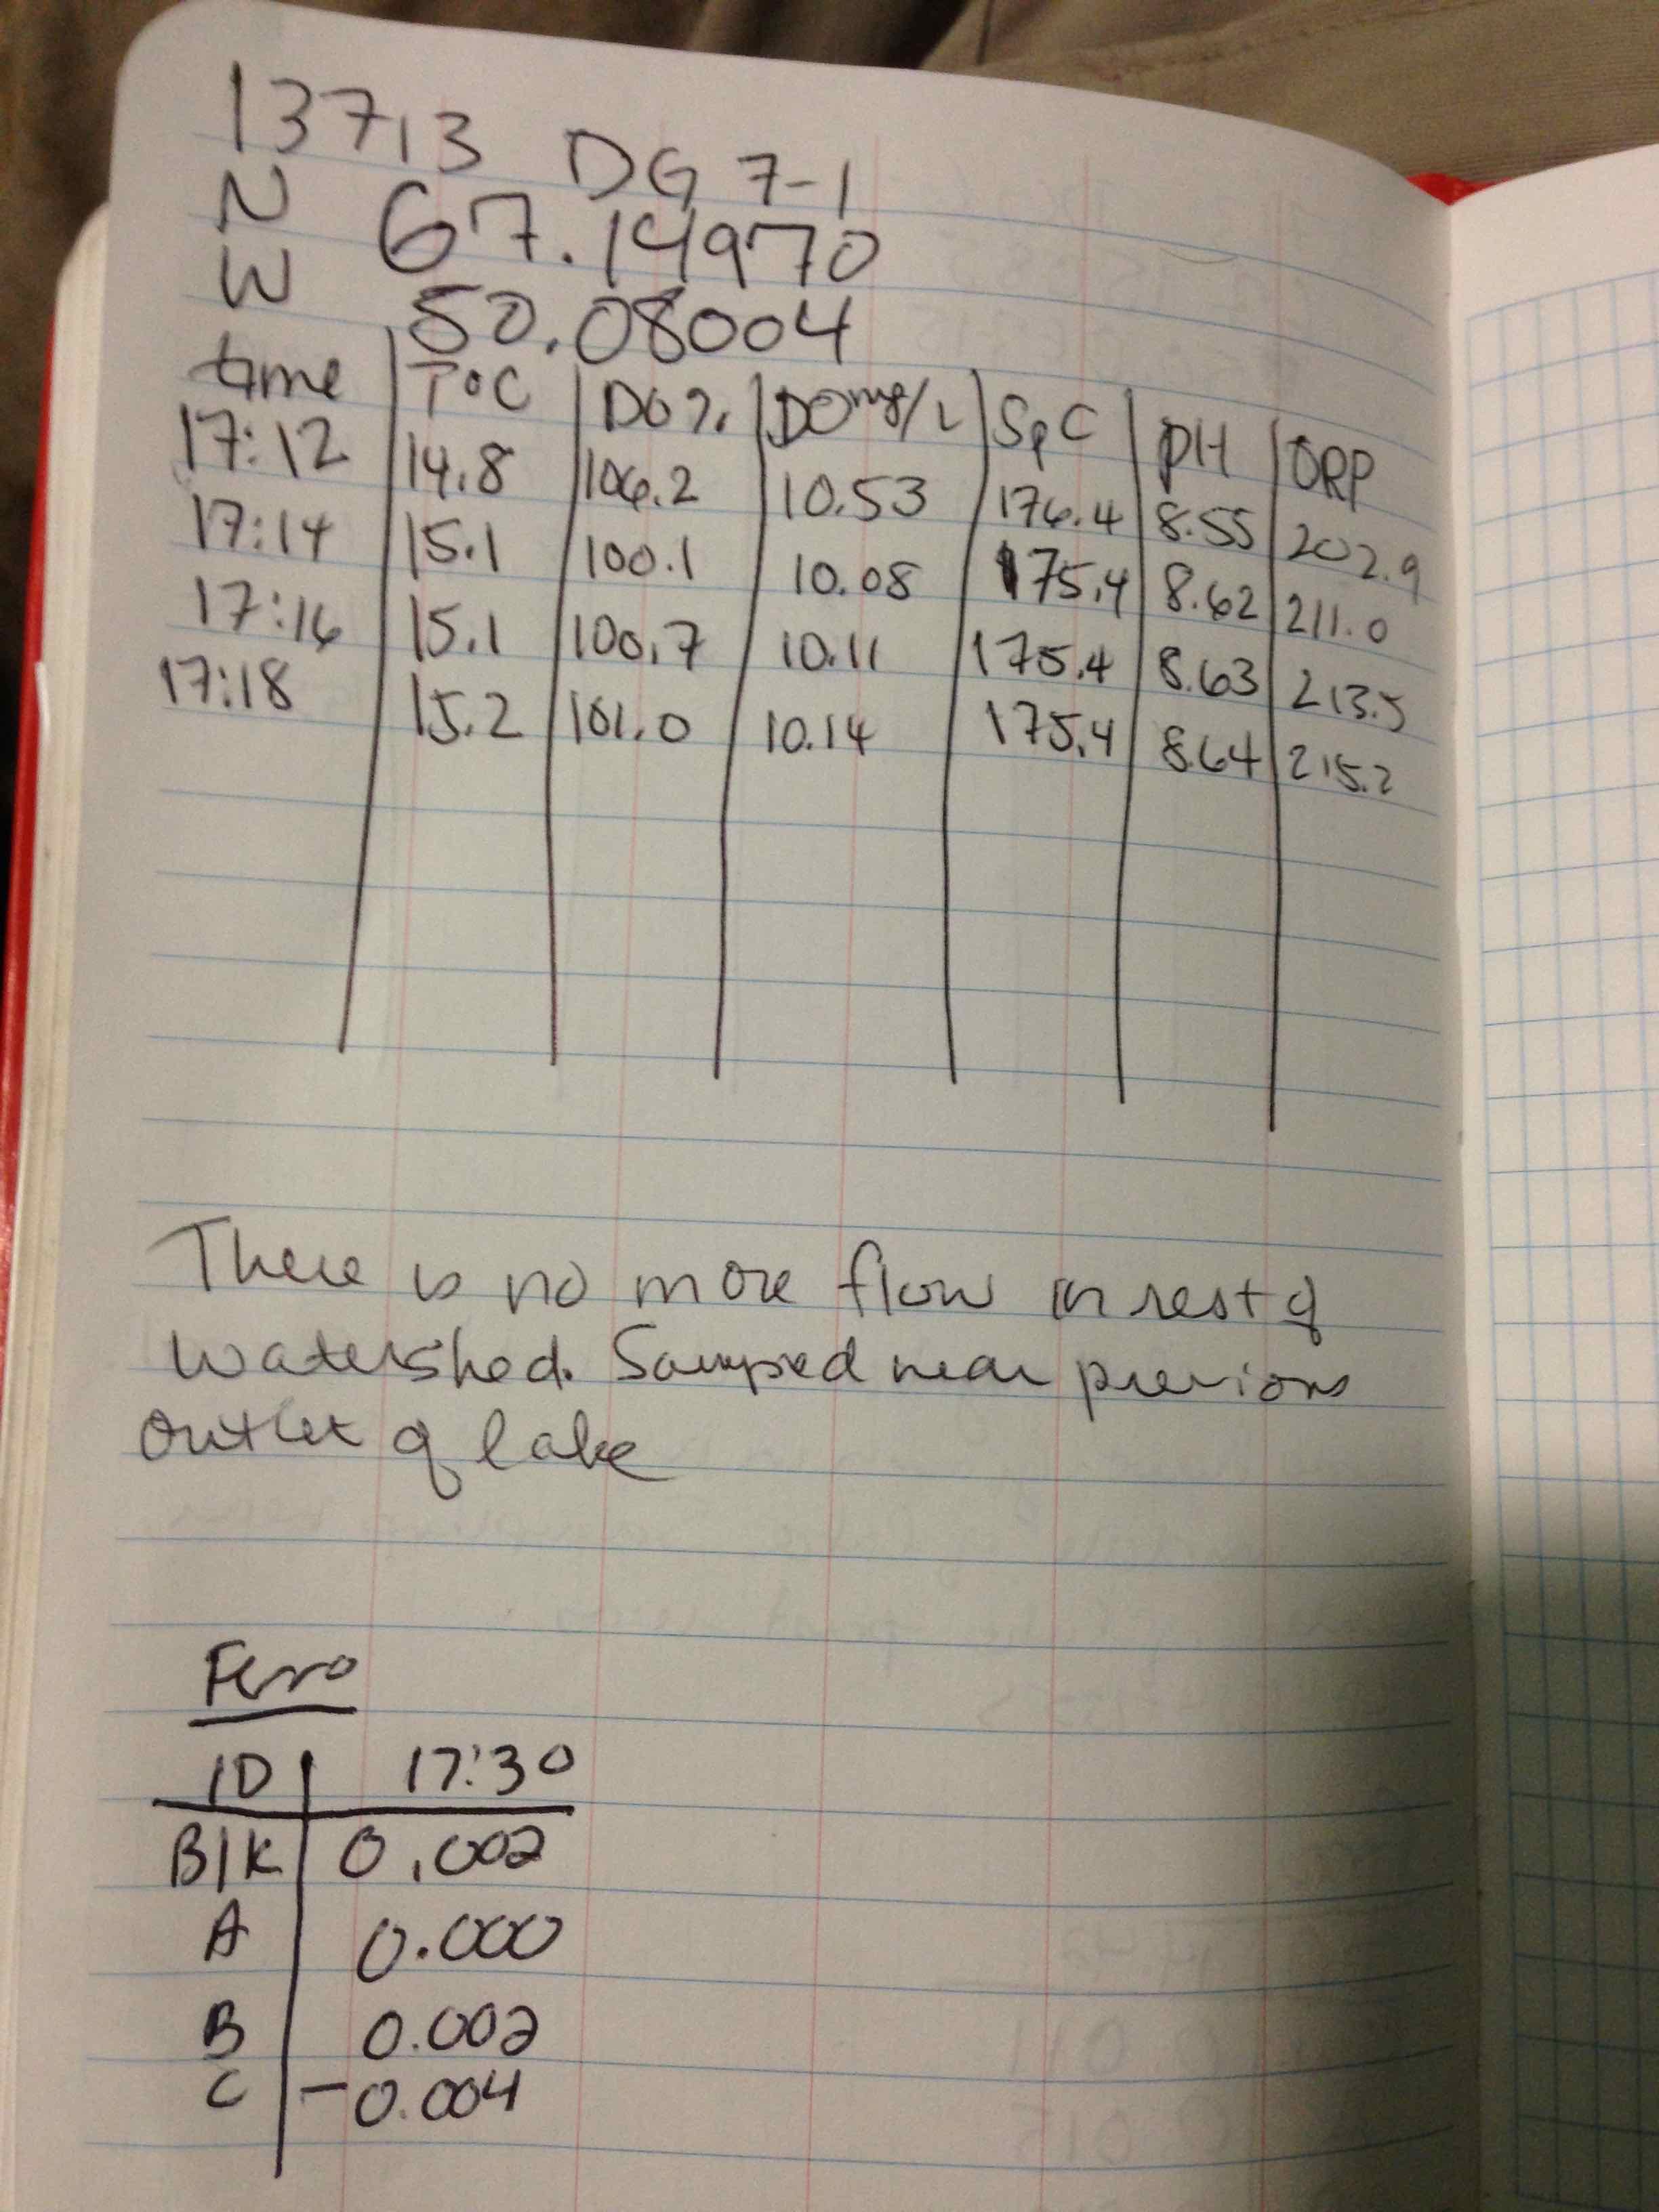 13713 DG 7-1
N 67.14970
W 50.08004
time T°C DO% DO mg/L SpC pH ORP
17:12 14.8 106.2 10.53 176.4 8.55 202.9
17:14 15.1 100.1 10.08 175.4 8.62 211.0
17:16 15.1 100.7 10.11 175.4 8.63 213.5
17:18 15.2 101.0 10.14 175.4 8.64 215.2
There is no more flow in rest of
watershed. Sampled near previous
outlet of lake
Ferro
ID 17:30
Blk 0.002
A 0.000
B 0.002
C -0.004